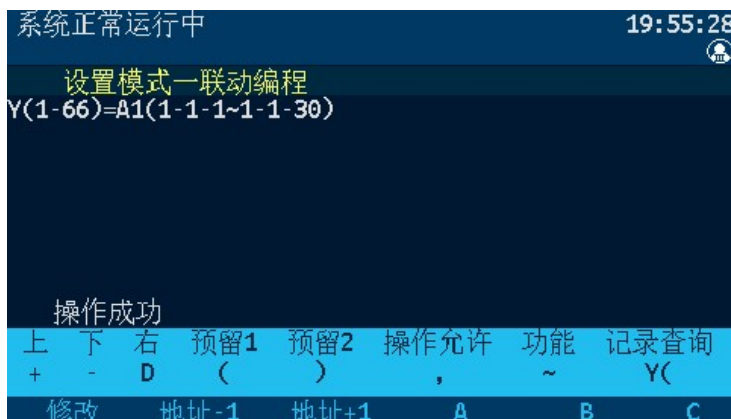 系统正常运行中 19:55:28
设置模式一联动编程
Y(1-66)=A1(1-1-1~1-1-30)
操作成功
上 下 右 预留1 预留2 操作允许 功能 记录查询
+ - D ( ) , ~ Y(
修改 地址-1 地址+1 A B C